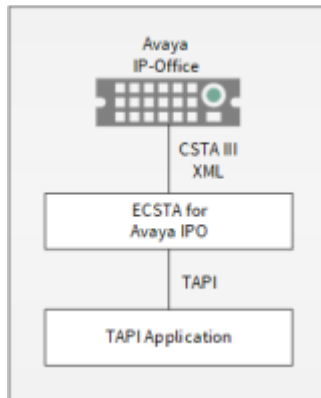 Avaya
IP-Office
CSTA III
XML
ECSTA for
Avaya IPO
TAPI
TAPI Application